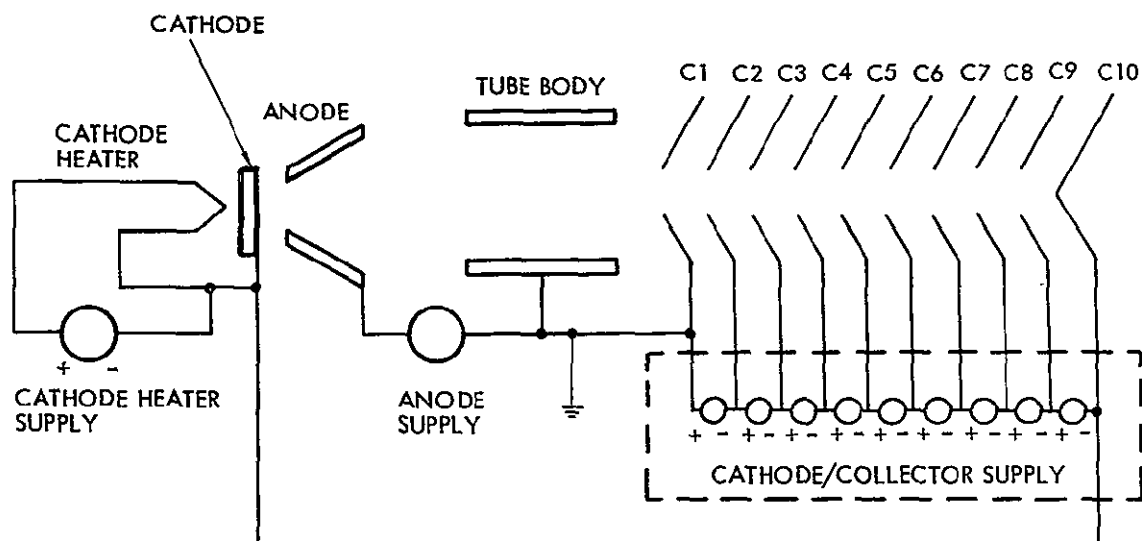 CATHODE
C1 C2 C3 C4 C5 C6 C7 C8 C9 C10
TUBE BODY
ANODE
CATHODE
HEATER
+ -
CATHODE HEATER
SUPPLY
ANODE
SUPPLY
+ - + - + - + - + - + - + - + - + -
CATHODE/COLLECTOR SUPPLY